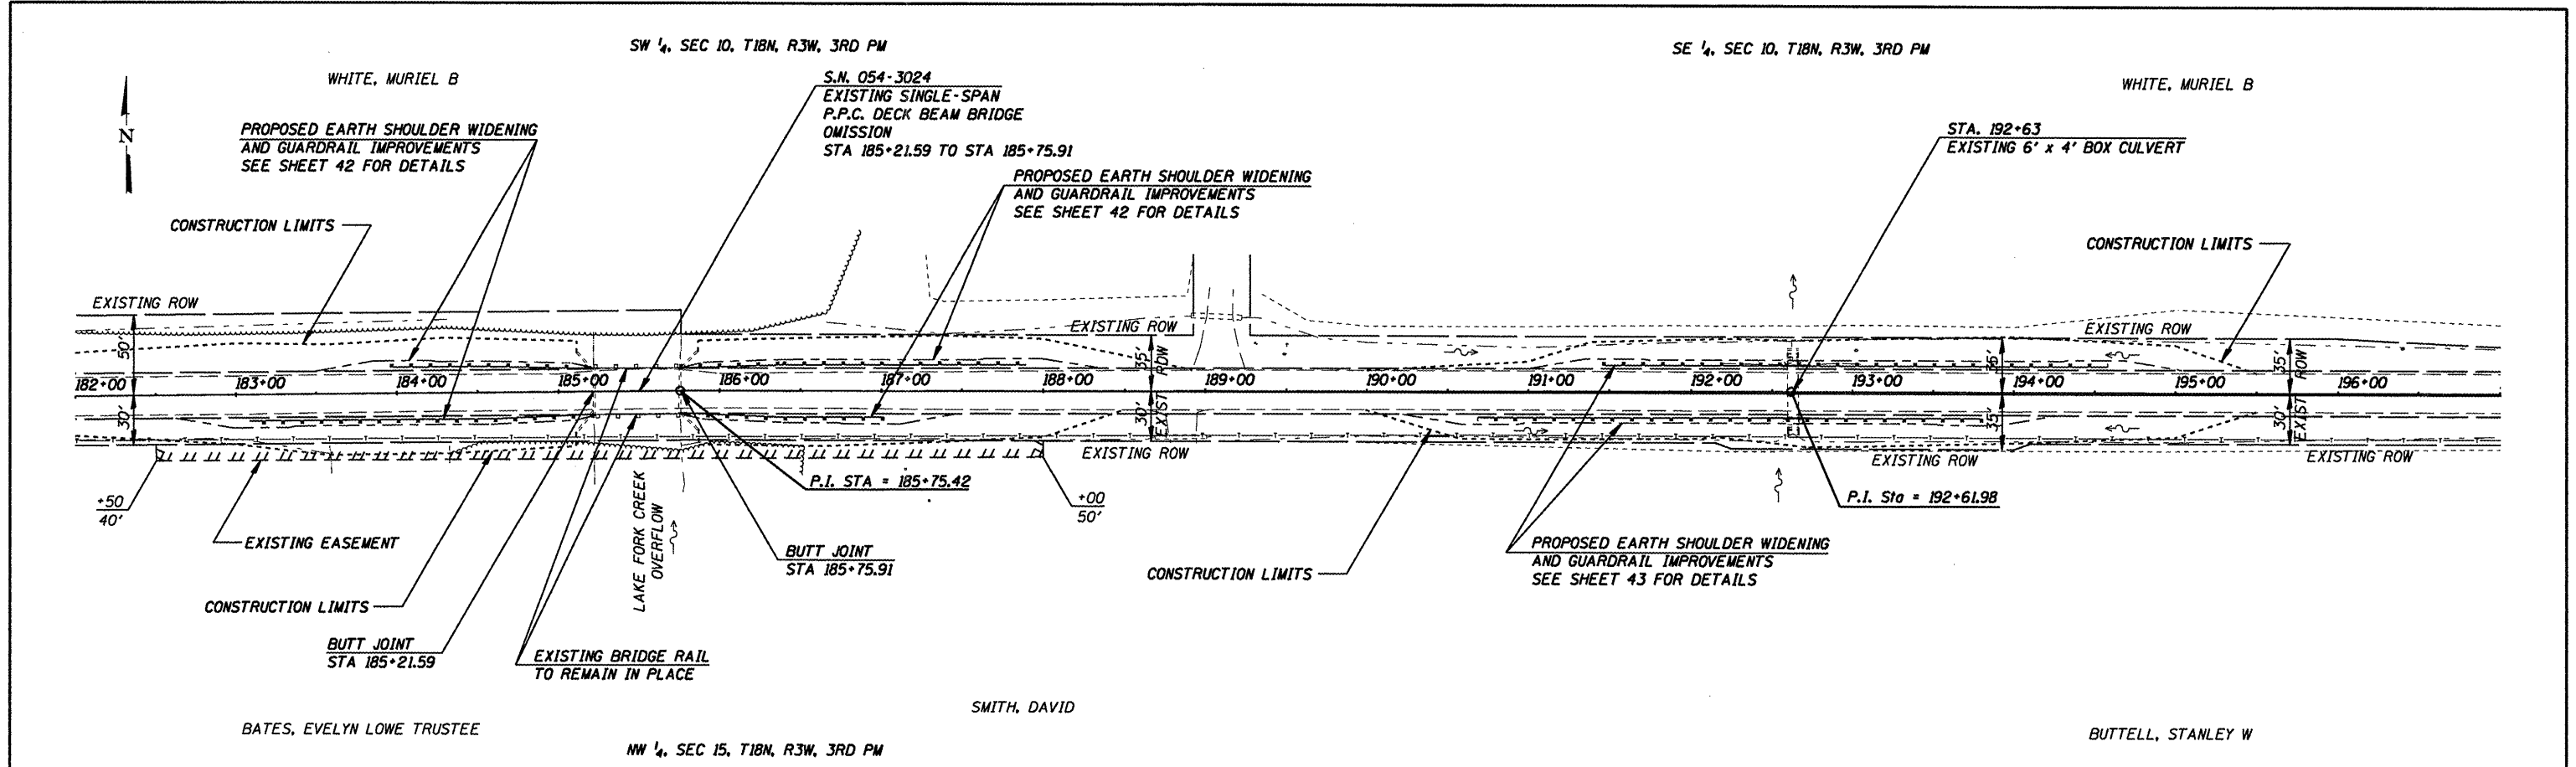 SW 1/4, SEC 10, T18N, R3W, 3RD PM
SE 1/4, SEC 10, T18N, R3W, 3RD PM
WHITE, MURIEL B
S.N. 054-3024
EXISTING SINGLE-SPAN
P.P.C. DECK BEAM BRIDGE
OMISSION
STA 185+21.59 TO STA 185+75.91
WHITE, MURIEL B
N
PROPOSED EARTH SHOULDER WIDENING
AND GUARDRAIL IMPROVEMENTS
SEE SHEET 42 FOR DETAILS
STA. 192+63
EXISTING 6' x 4' BOX CULVERT
PROPOSED EARTH SHOULDER WIDENING
AND GUARDRAIL IMPROVEMENTS
SEE SHEET 42 FOR DETAILS
CONSTRUCTION LIMITS
CONSTRUCTION LIMITS
EXISTING ROW
EXISTING ROW
EXISTING ROW
50'
35'
ROW
35'
35'
ROW
182+00
183+00
184+00
185+00
186+00
187+00
188+00
189+00
190+00
191+00
192+00
193+00
194+00
195+00
196+00
30'
30'
EXIST
35'
30'
EXIST
EXISTING ROW
EXISTING ROW
EXISTING ROW
+50
40'
P.I. STA = 185+75.42
+00
50'
P.I. Sta = 192+61.98
EXISTING EASEMENT
LAKE FORK CREEK
OVERFLOW
BUTT JOINT
STA 185+75.91
CONSTRUCTION LIMITS
PROPOSED EARTH SHOULDER WIDENING
AND GUARDRAIL IMPROVEMENTS
SEE SHEET 43 FOR DETAILS
CONSTRUCTION LIMITS
BUTT JOINT
STA 185+21.59
EXISTING BRIDGE RAIL
TO REMAIN IN PLACE
SMITH, DAVID
BATES, EVELYN LOWE TRUSTEE
BUTTELL, STANLEY W
NW 1/4, SEC 15, T18N, R3W, 3RD PM